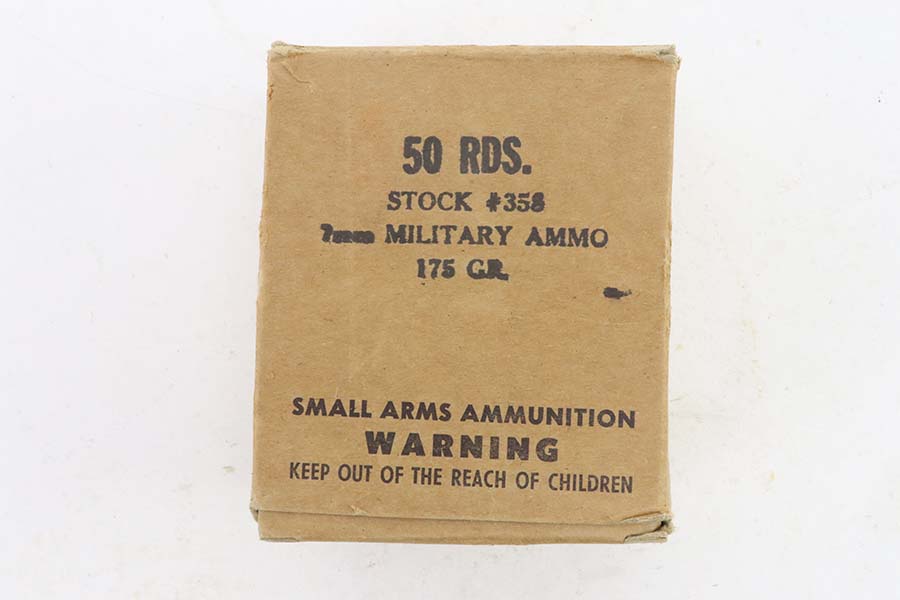 50 RDS.
STOCK #358
7mm MILITARY AMMO
175 GR.
SMALL ARMS AMMUNITION
WARNING
KEEP OUT OF THE REACH OF CHILDREN